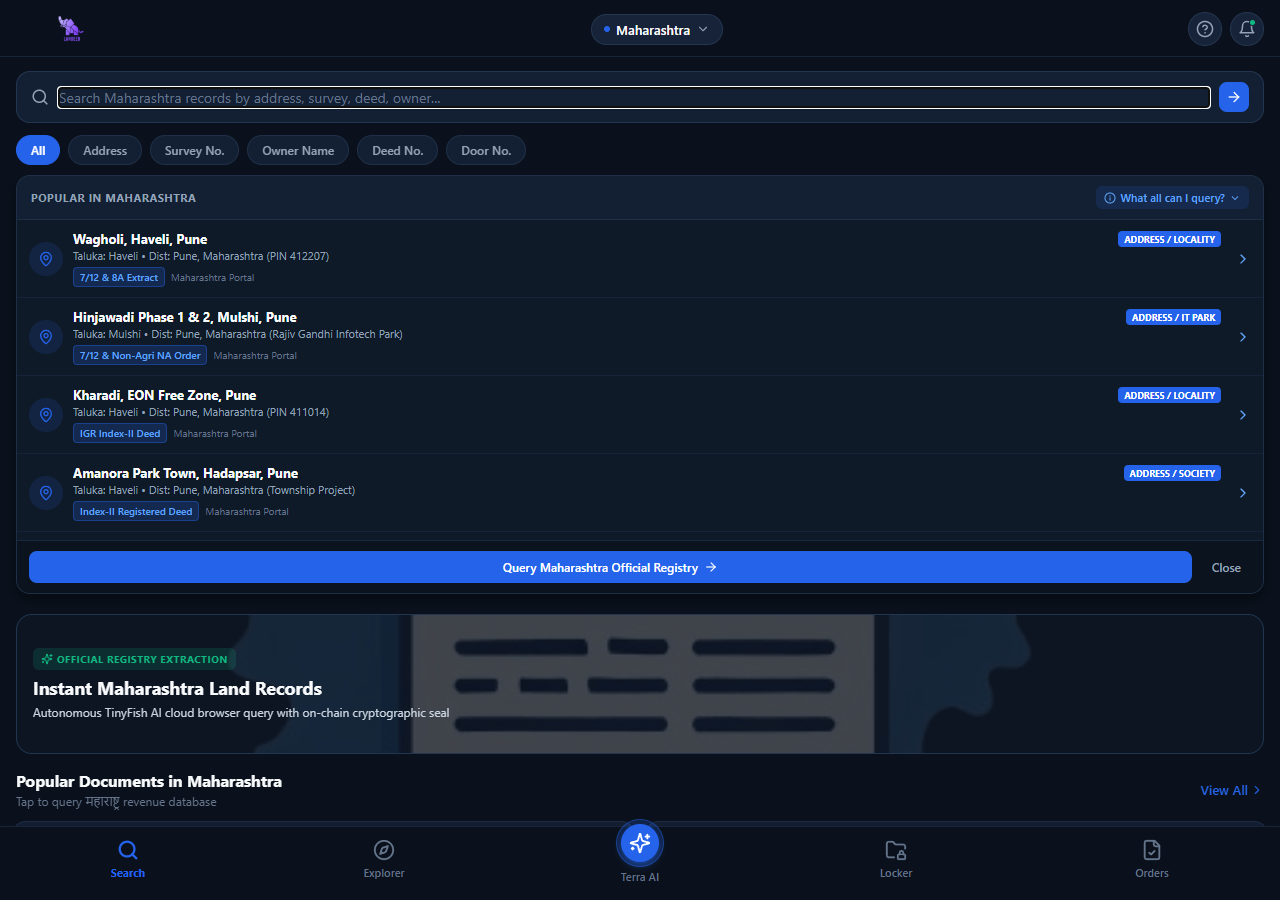 Maharashtra
Search Maharashtra records by address, survey, deed, owner...
All
Address
Survey No.
Owner Name
Deed No.
Door No.
POPULAR IN MAHARASHTRA
What all can I query?
Wagholi, Haveli, Pune
ADDRESS / LOCALITY
Taluka: Haveli • Dist: Pune, Maharashtra (PIN 412207)
7/12 & 8A Extract
Maharashtra Portal
Hinjawadi Phase 1 & 2, Mulshi, Pune
ADDRESS / IT PARK
Taluka: Mulshi • Dist: Pune, Maharashtra (Rajiv Gandhi Infotech Park)
7/12 & Non-Agri NA Order
Maharashtra Portal
Kharadi, EON Free Zone, Pune
ADDRESS / LOCALITY
Taluka: Haveli • Dist: Pune, Maharashtra (PIN 411014)
IGR Index-II Deed
Maharashtra Portal
Amanora Park Town, Hadapsar, Pune
ADDRESS / SOCIETY
Taluka: Haveli • Dist: Pune, Maharashtra (Township Project)
Index-II Registered Deed
Maharashtra Portal
Query Maharashtra Official Registry
Close
OFFICIAL REGISTRY EXTRACTION
Instant Maharashtra Land Records
Autonomous TinyFish AI cloud browser query with on-chain cryptographic seal
Popular Documents in Maharashtra
View All
Tap to query महाराष्ट्र revenue database
Search
Explorer
Terra AI
Locker
Orders